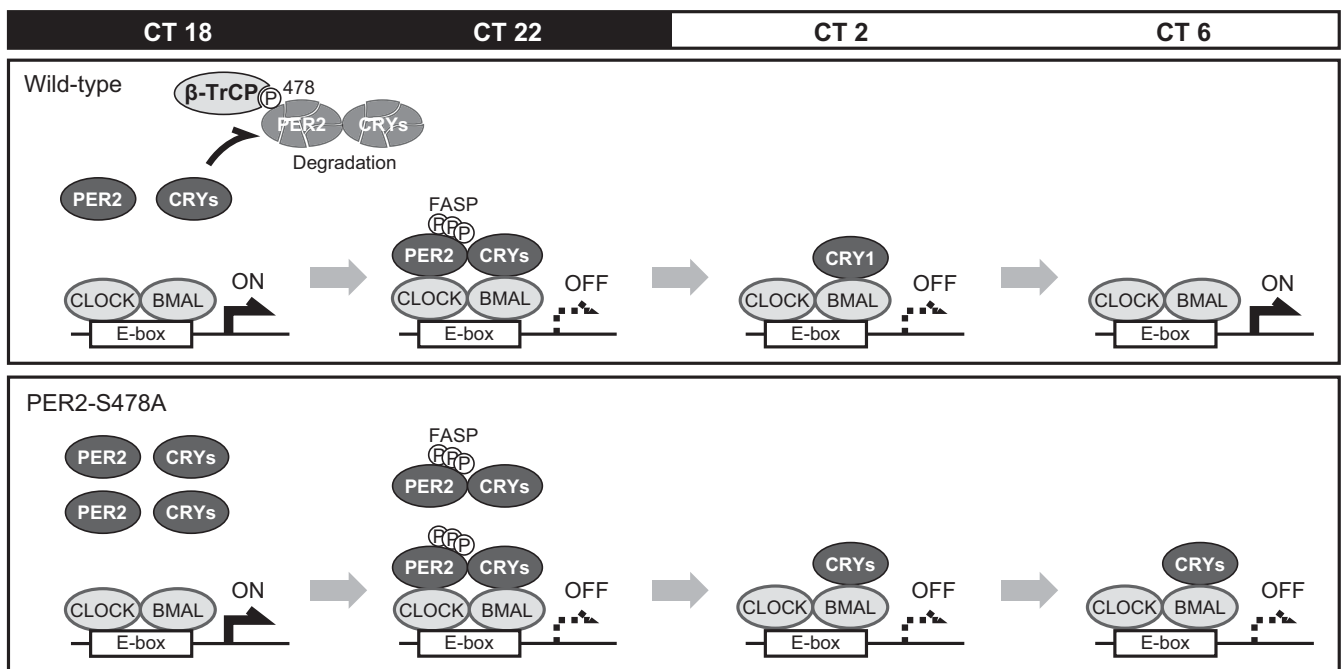 CT 18 CT 22 CT 2 CT 6
Wild-type
β-TrCP P 478
PER2 CRYs
Degradation
PER2 CRYs
FASP
P P P
PER2 CRYs
CRY1
ON OFF OFF ON
CLOCK BMAL CLOCK BMAL CLOCK BMAL CLOCK BMAL
E-box E-box E-box E-box
PER2-S478A
FASP
PER2 CRYs
P P P
PER2 CRYs
PER2 CRYs
P P P
PER2 CRYs CRYs CRYs
ON OFF OFF OFF
CLOCK BMAL CLOCK BMAL CLOCK BMAL CLOCK BMAL
E-box E-box E-box E-box